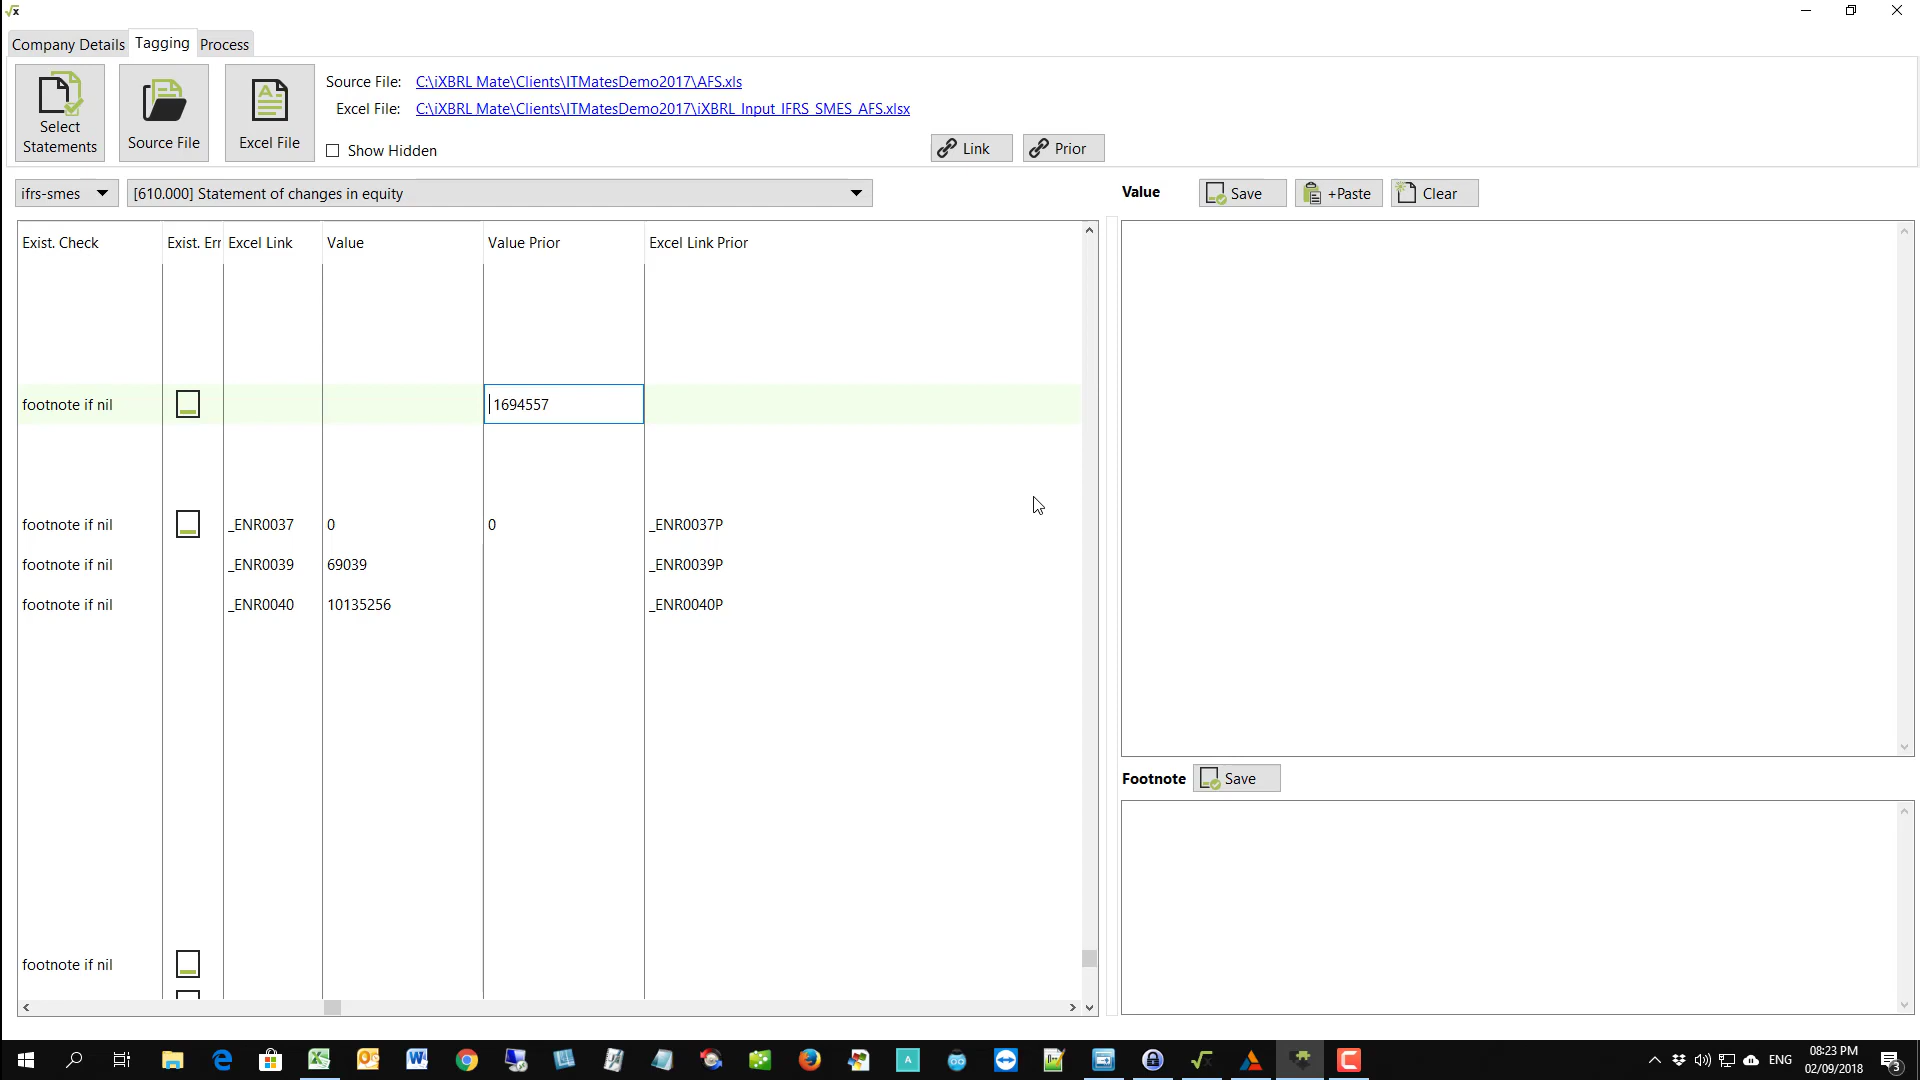 √x
Company Details Tagging Process
Select Statements
Source File
Excel File
Source File: C:\iXBRL Mate\Clients\ITMatesDemo2017\AFS.xls
Excel File: C:\iXBRL Mate\Clients\ITMatesDemo2017\iXBRL_Input_IFRS_SMES_AFS.xlsx
Show Hidden
Link Prior
ifrs-smes [610.000] Statement of changes in equity
Value Save +Paste Clear
Exist. Check Exist. Err Excel Link Value Value Prior Excel Link Prior
footnote if nil 1694557
footnote if nil _ENR0037 0 0 _ENR0037P
footnote if nil _ENR0039 69039 _ENR0039P
footnote if nil _ENR0040 10135256 _ENR0040P
Footnote Save
footnote if nil
ENG 08:23 PM
02/09/2018 3